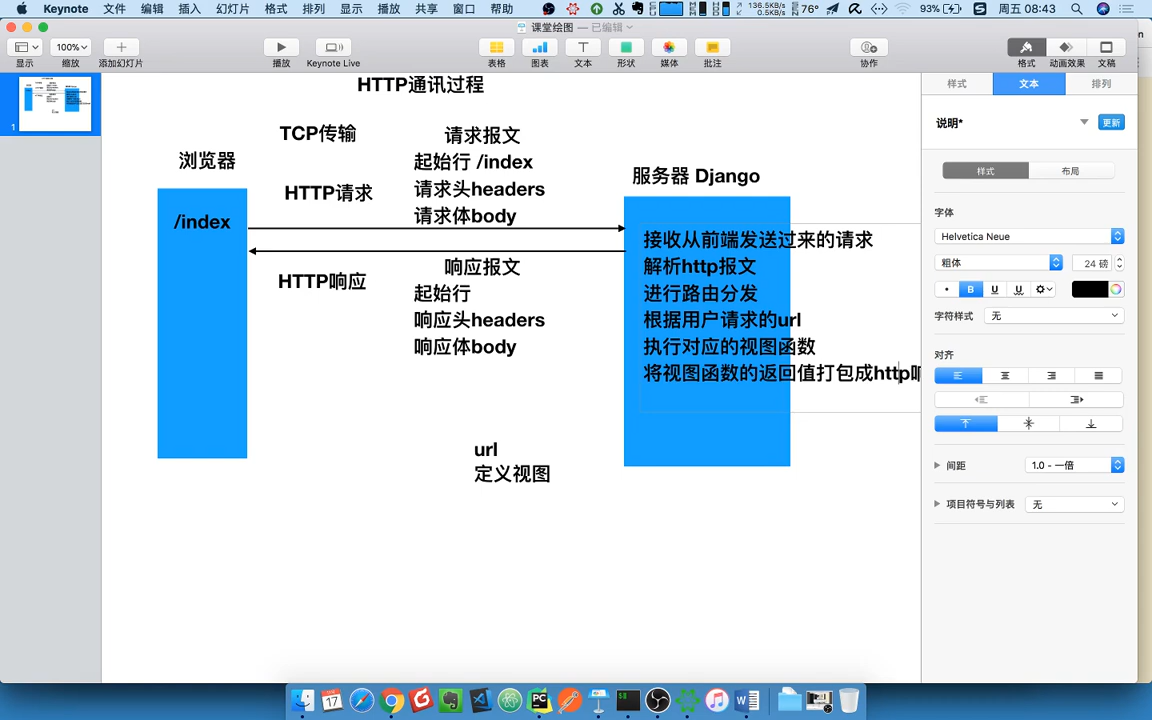 Keynote 文件 编辑 插入 幻灯片 格式 排列 显示 播放 共享 窗口 帮助 136.5KB/s 0.5KB/s 76° 93% 周五 08:43
课堂绘图 — 已编辑
100%
显示 缩放 添加幻灯片 播放 Keynote Live 表格 图表 文本 形状 媒体 批注 协作 格式 动画效果 文稿
样式 文本 排列
说明* 更新
样式 布局
字体
Helvetica Neue
粗体 24 磅
B U U
字符样式 无
对齐
间距 1.0 - 一倍
项目符号与列表 无
1
HTTP通讯过程
TCP传输
请求报文
浏览器
起始行 /index
服务器 Django
HTTP请求
请求头headers
请求体body
/index
接收从前端发送过来的请求
解析http报文
进行路由分发
根据用户请求的url
执行对应的视图函数
将视图函数的返回值打包成http响
HTTP响应
响应报文
起始行
响应头headers
响应体body
url
定义视图
17
PC